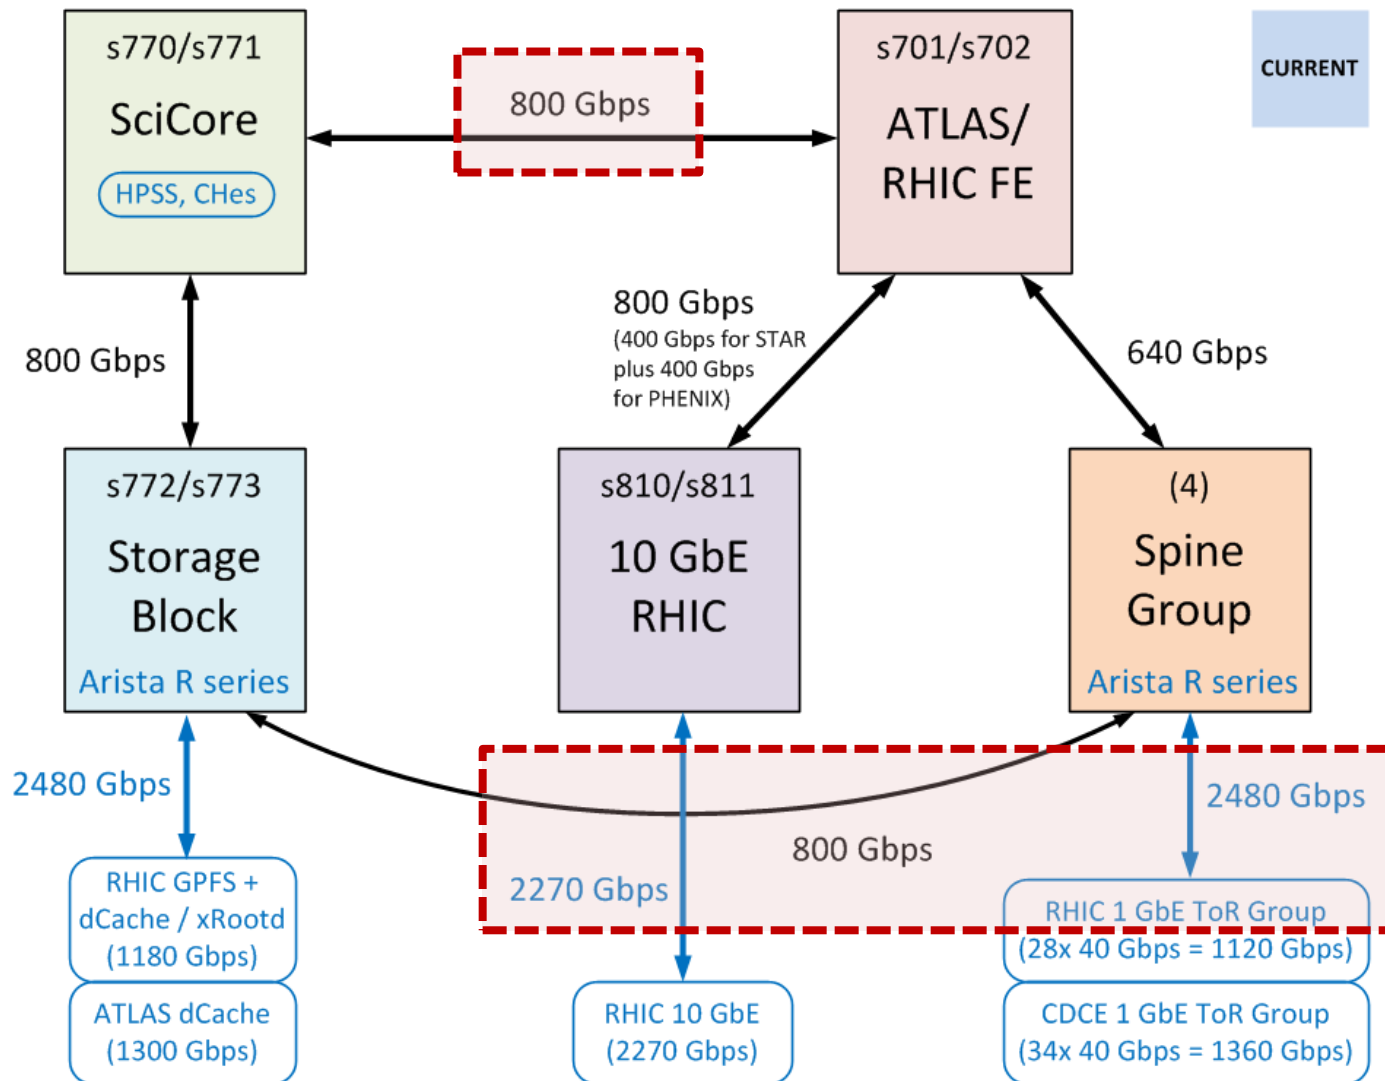 s770/s771
SciCore
HPSS, CHes
800 Gbps
s701/s702
ATLAS/
RHIC FE
CURRENT
800 Gbps
800 Gbps
(400 Gbps for STAR
plus 400 Gbps
for PHENIX)
640 Gbps
s772/s773
Storage
Block
Arista R series
s810/s811
10 GbE
RHIC
(4)
Spine
Group
Arista R series
2480 Gbps
2270 Gbps
800 Gbps
2480 Gbps
RHIC GPFS +
dCache / xRootd
(1180 Gbps)
ATLAS dCache
(1300 Gbps)
RHIC 10 GbE
(2270 Gbps)
RHIC 1 GbE ToR Group
(28x 40 Gbps = 1120 Gbps)
CDCE 1 GbE ToR Group
(34x 40 Gbps = 1360 Gbps)